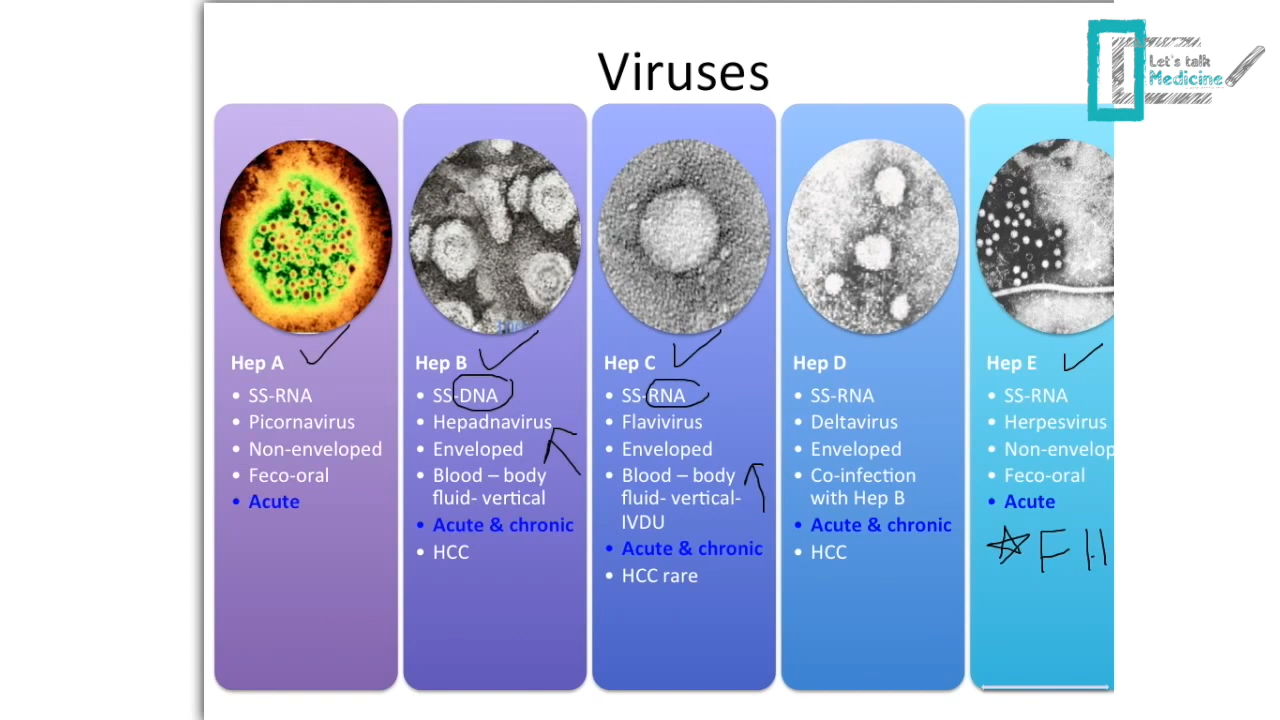 Viruses
Let's talk
Medicine
Hep A
• SS-RNA
• Picornavirus
• Non-enveloped
• Feco-oral
• Acute
Hep B
• SS-DNA
• Hepadnavirus
• Enveloped
• Blood – body
fluid- vertical
• Acute & chronic
• HCC
Hep C
• SS-RNA
• Flavivirus
• Enveloped
• Blood – body
fluid- vertical-
IVDU
• Acute & chronic
• HCC rare
Hep D
• SS-RNA
• Deltavirus
• Enveloped
• Co-infection
with Hep B
• Acute & chronic
• HCC
Hep E
• SS-RNA
• Herpesvirus
• Non-envelop
• Feco-oral
• Acute